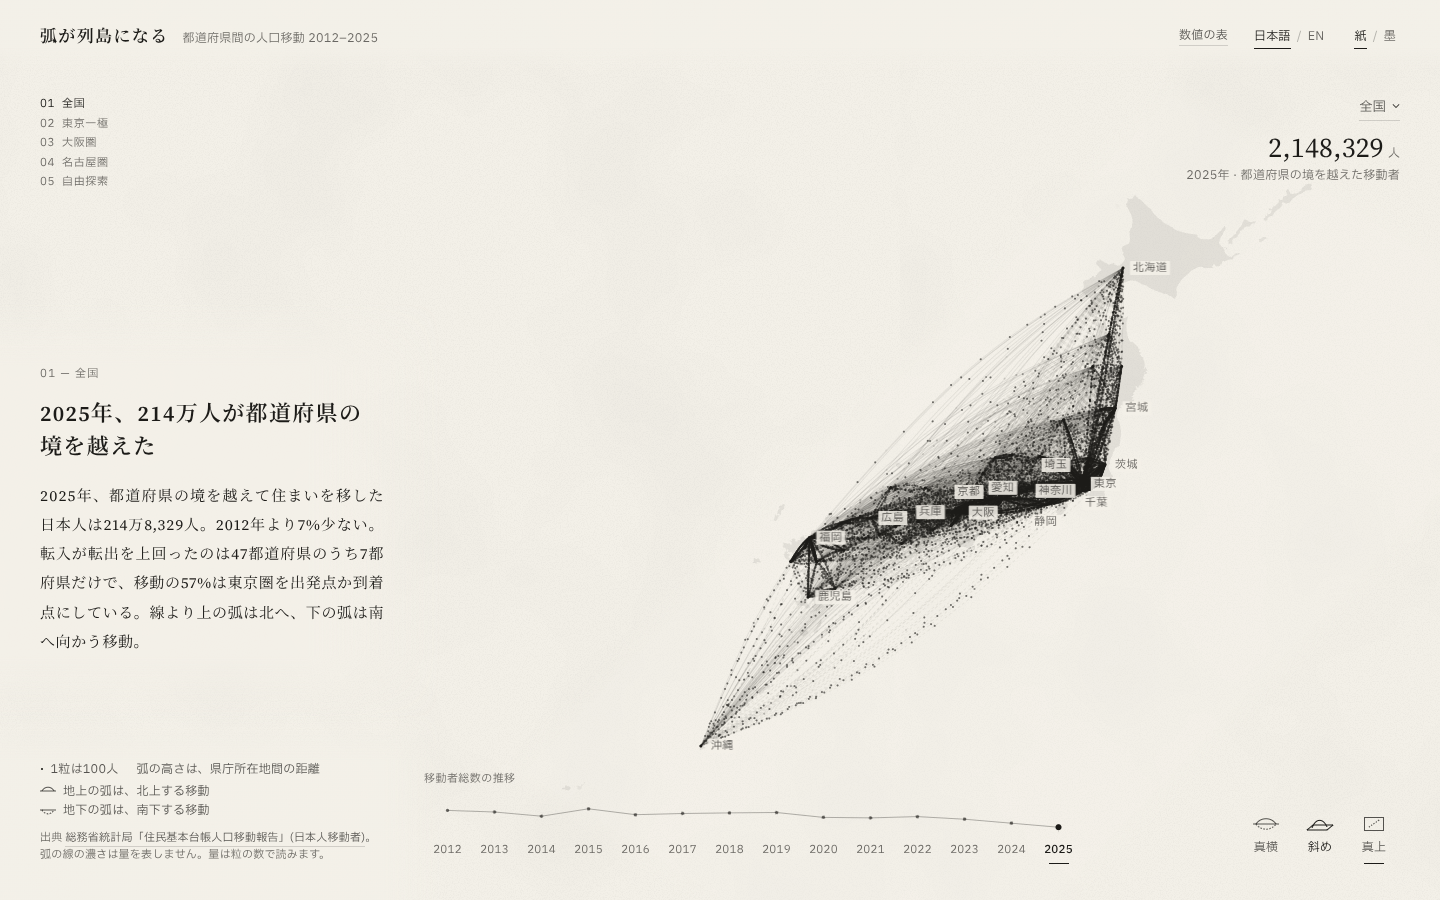 弧が列島になる 都道府県間の人口移動 2012–2025
数値の表 日本語 / EN 紙 / 墨
01 全国
02 東京一極
03 大阪圏
04 名古屋圏
05 自由探索
全国
2,148,329 人
2025年 · 都道府県の境を越えた移動者
01 — 全国
2025年、214万人が都道府県の
境を越えた
2025年、都道府県の境を越えて住まいを移した
日本人は214万8,329人。2012年より7%少ない。
転入が転出を上回ったのは47都道府県のうち7都
府県だけで、移動の57%は東京圏を出発点か到着
点にしている。線より上の弧は北へ、下の弧は南
へ向かう移動。
北海道
宮城
茨城
埼玉
東京
神奈川
愛知
京都
千葉
大阪
兵庫
広島
静岡
福岡
鹿児島
沖縄
· 1粒は100人 弧の高さは、県庁所在地間の距離
地上の弧は、北上する移動
地下の弧は、南下する移動
出典 総務省統計局「住民基本台帳人口移動報告」(日本人移動者)。
弧の線の濃さは量を表しません。量は粒の数で読みます。
移動者総数の推移
2012 2013 2014 2015 2016 2017 2018 2019 2020 2021 2022 2023 2024 2025
真横 斜め 真上